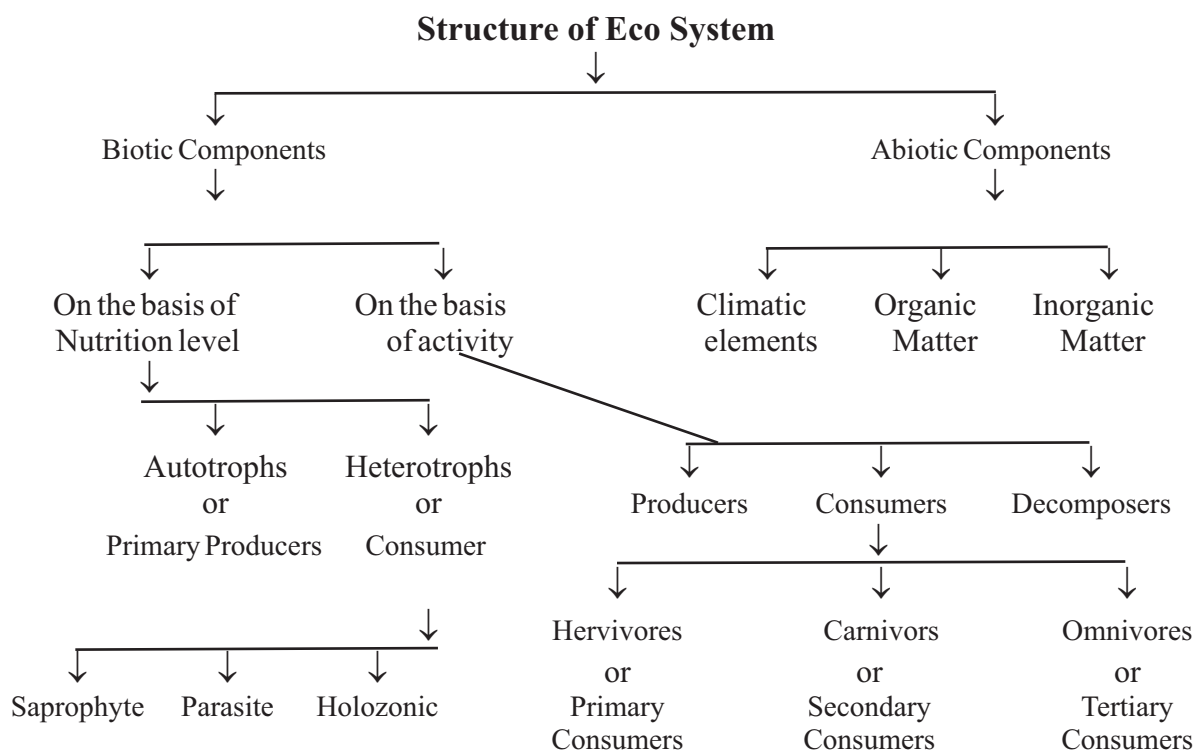 Structure of Eco System
Biotic Components
Abiotic Components
On the basis of
Nutrition level
On the basis
of activity
Climatic
elements
Organic
Matter
Inorganic
Matter
Autotrophs
or
Primary Producers
Heterotrophs
or
Consumer
Producers
Consumers
Decomposers
Saprophyte
Parasite
Holozonic
Hervivores
or
Primary
Consumers
Carnivors
or
Secondary
Consumers
Omnivores
or
Tertiary
Consumers